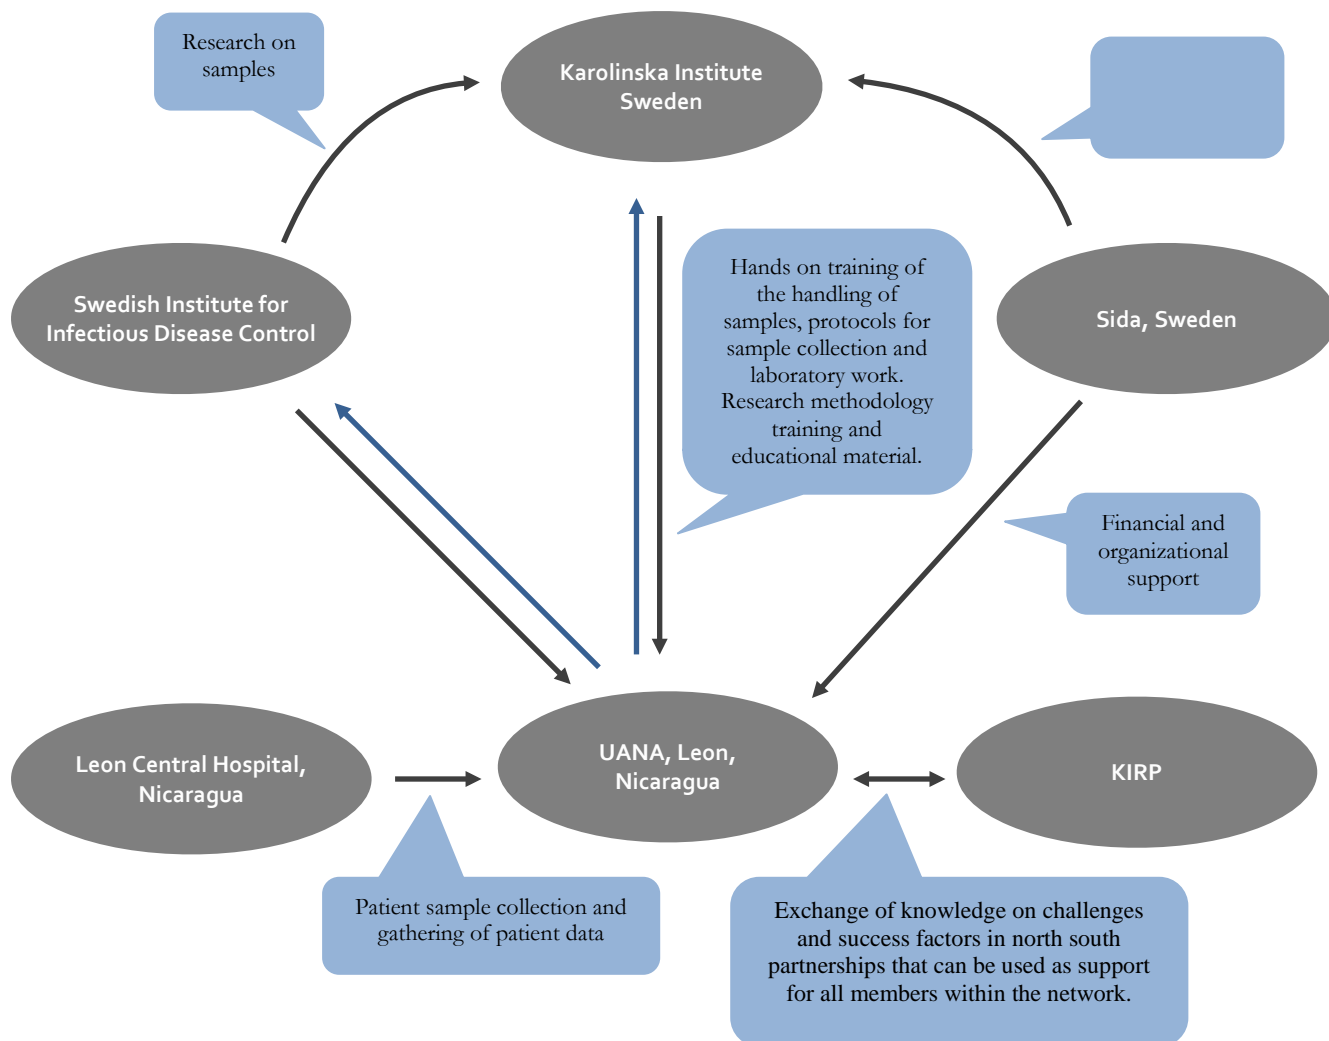 Research on
samples
Karolinska Institute
Sweden
Swedish Institute for
Infectious Disease Control
Hands on training of
the handling of
samples, protocols for
sample collection and
laboratory work.
Research methodology
training and
educational material.
Sida, Sweden
Financial and
organizational
support
Leon Central Hospital,
Nicaragua
UANA, Leon,
Nicaragua
KIRP
Patient sample collection and
gathering of patient data
Exchange of knowledge on challenges
and success factors in north south
partnerships that can be used as support
for all members within the network.